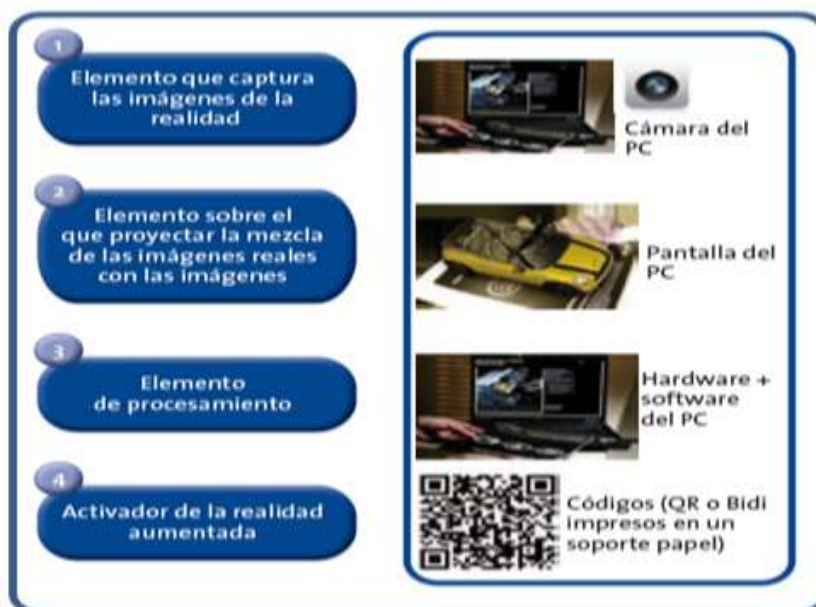 1
Elemento que captura
las imágenes de la
realidad
Cámara del
PC
2
Elemento sobre el
que proyectar la mezcla
de las imágenes reales
con las imágenes
Pantalla del
PC
3
Elemento
de procesamiento
Hardware +
software
del PC
4
Activador de la realidad
aumentada
Códigos (QR o Bidi
impresos en un
soporte papel)